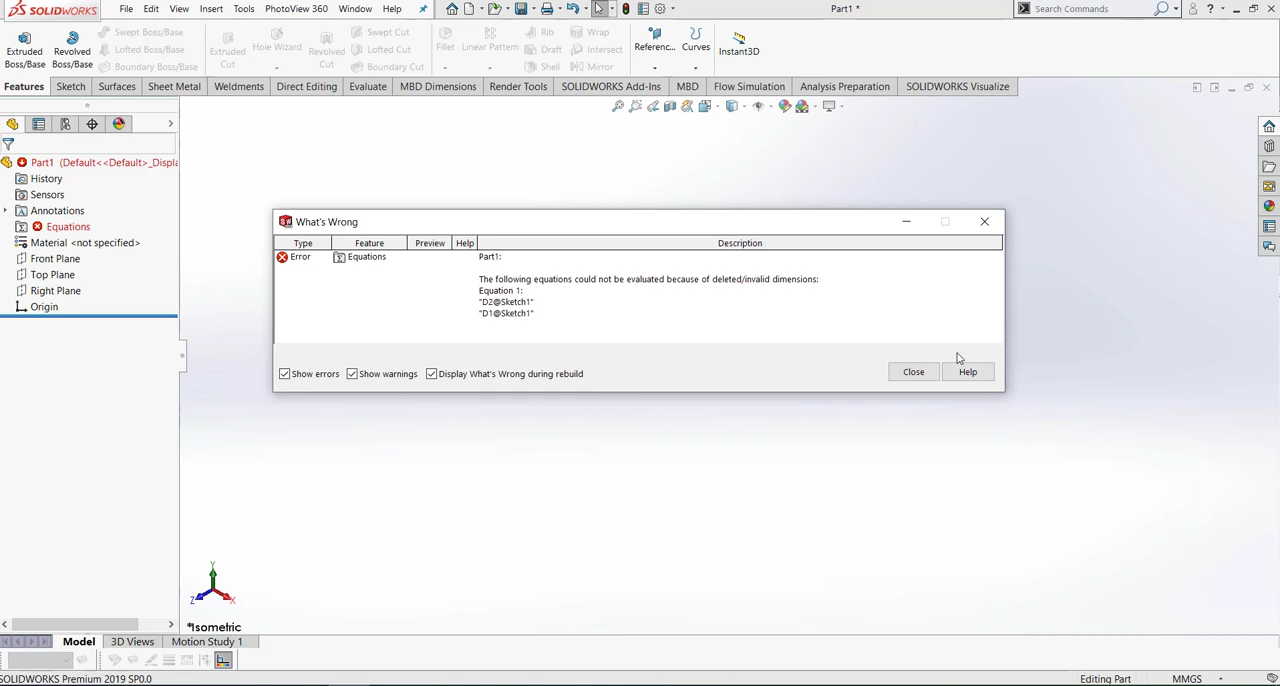 SOLIDWORKS File Edit View Insert Tools PhotoView 360 Window Help Part1 * Search Commands ?
Extruded Boss/Base
Revolved Boss/Base
Swept Boss/Base
Lofted Boss/Base
Boundary Boss/Base
Extruded Cut
Hole Wizard
Revolved Cut
Swept Cut
Lofted Cut
Boundary Cut
Fillet
Linear Pattern
Rib
Draft
Shell
Wrap
Intersect
Mirror
Referenc...
Curves
Instant3D
Features Sketch Surfaces Sheet Metal Weldments Direct Editing Evaluate MBD Dimensions Render Tools SOLIDWORKS Add-Ins MBD Flow Simulation Analysis Preparation SOLIDWORKS Visualize
Part1 (Default<<Default>_Displa
History
Sensors
Annotations
Equations
Material <not specified>
Front Plane
Top Plane
Right Plane
Origin
What's Wrong
Type Feature Preview Help Description
Error Equations Part1:
The following equations could not be evaluated because of deleted/invalid dimensions:
Equation 1:
"D2@Sketch1"
"D1@Sketch1"
Show errors Show warnings Display What's Wrong during rebuild Close Help
Y
Z X
*Isometric
Model 3D Views Motion Study 1
SOLIDWORKS Premium 2019 SP0.0 Editing Part MMGS